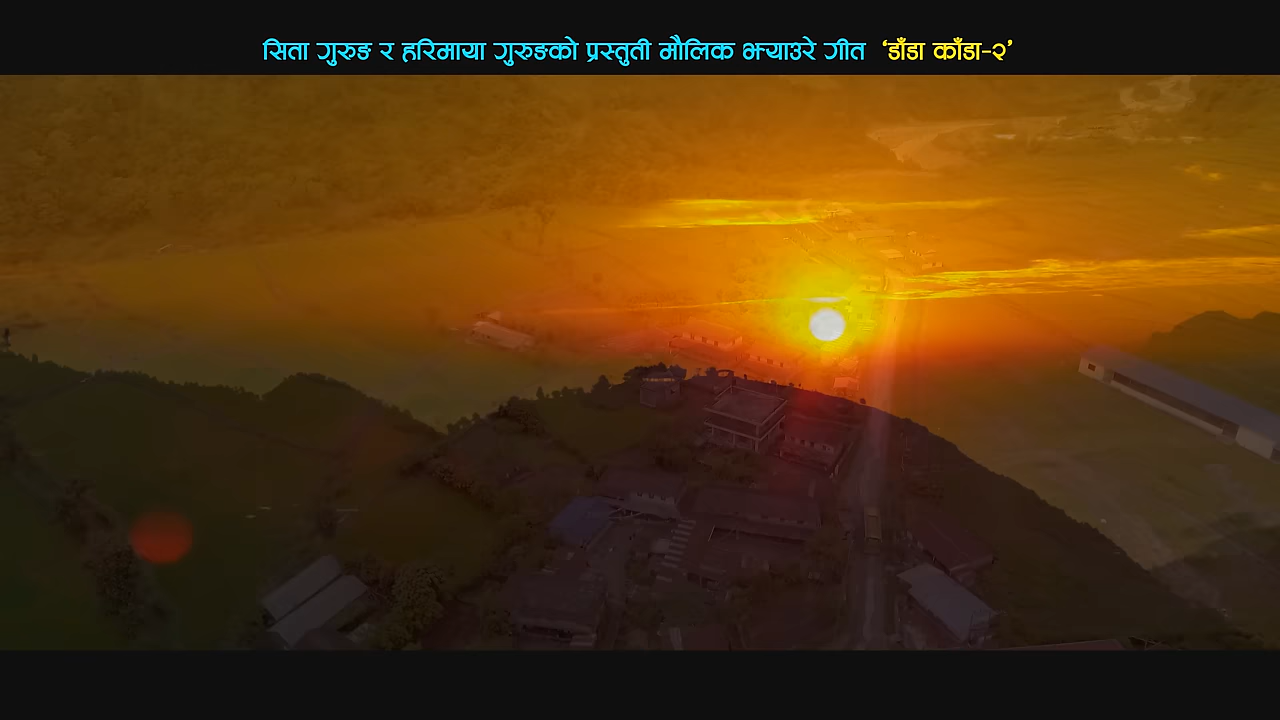 सिता गुरुङ र हरिमाया गुरुङको प्रस्तुती मौलिक झ्याउरे गीत ‘डाँडा काँडा-२’